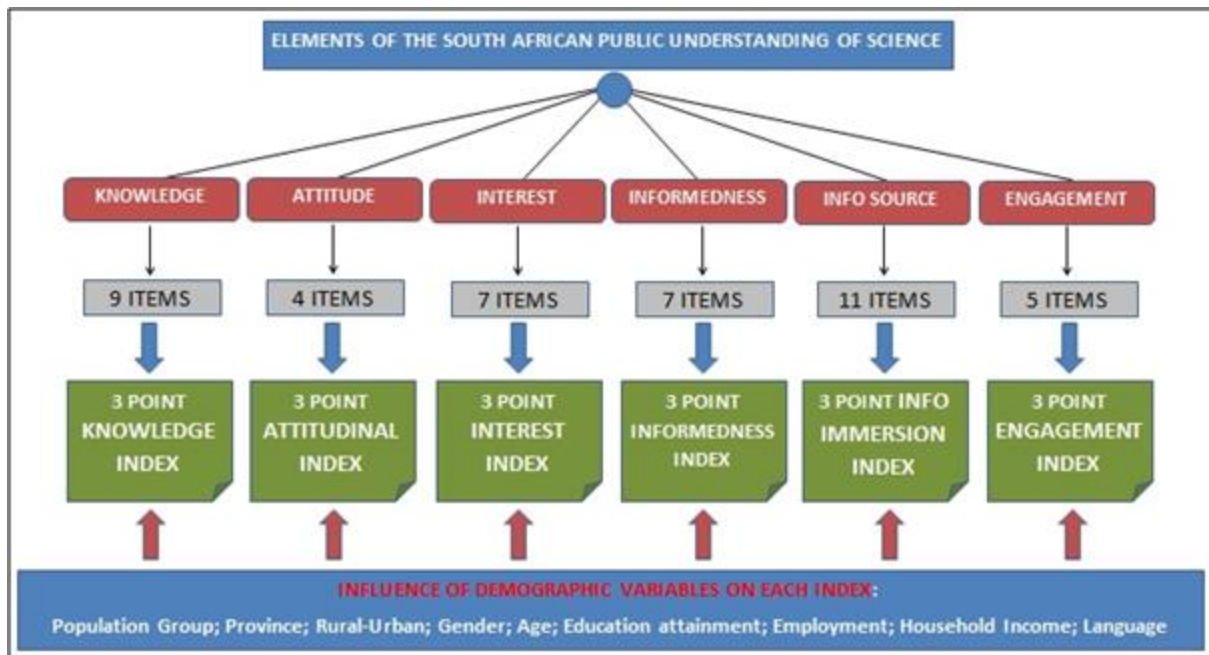 ELEMENTS OF THE SOUTH AFRICAN PUBLIC UNDERSTANDING OF SCIENCE
KNOWLEDGE
ATTITUDE
INTEREST
INFORMEDNESS
INFO SOURCE
ENGAGEMENT
9 ITEMS
4 ITEMS
7 ITEMS
7 ITEMS
11 ITEMS
5 ITEMS
3 POINT
KNOWLEDGE
INDEX
3 POINT
ATTITUDINAL
INDEX
3 POINT
INTEREST
INDEX
3 POINT
INFORMEDNESS
INDEX
3 POINT INFO
IMMERSION
INDEX
3 POINT
ENGAGEMENT
INDEX
INFLUENCE OF DEMOGRAPHIC VARIABLES ON EACH INDEX:
Population Group; Province; Rural-Urban; Gender; Age; Education attainment; Employment; Household Income; Language